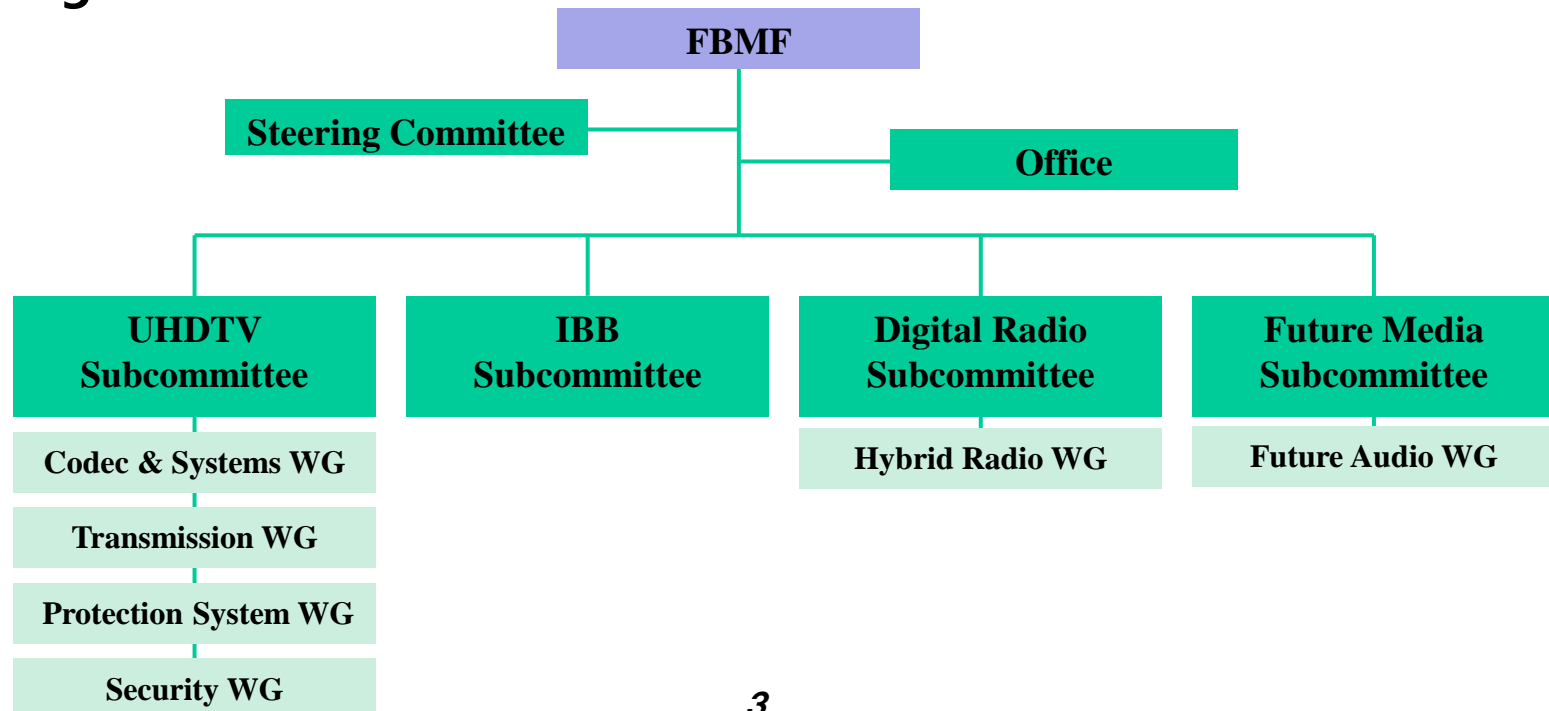 FBMF
Steering Committee
Office
UHDTV
Subcommittee
IBB
Subcommittee
Digital Radio
Subcommittee
Future Media
Subcommittee
Codec & Systems WG
Transmission WG
Protection System WG
Security WG
Hybrid Radio WG
Future Audio WG
3